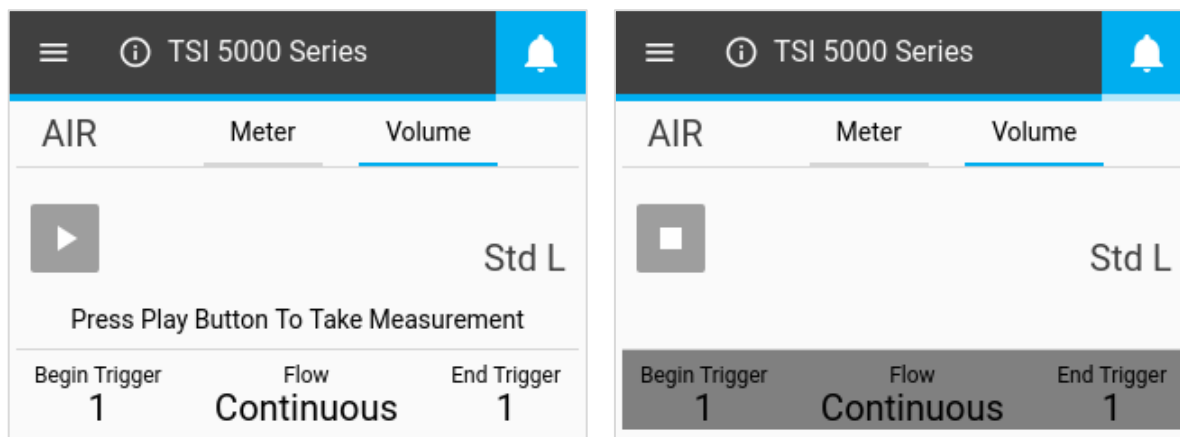 TSI 5000 Series
AIR Meter Volume
Std L
Press Play Button To Take Measurement
Begin Trigger Flow End Trigger
1 Continuous 1
TSI 5000 Series
AIR Meter Volume
Std L
Begin Trigger Flow End Trigger
1 Continuous 1